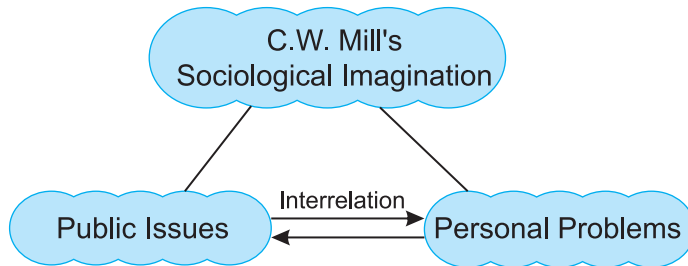 C.W. Mill's
Sociological Imagination
Interrelation
Public Issues
Personal Problems